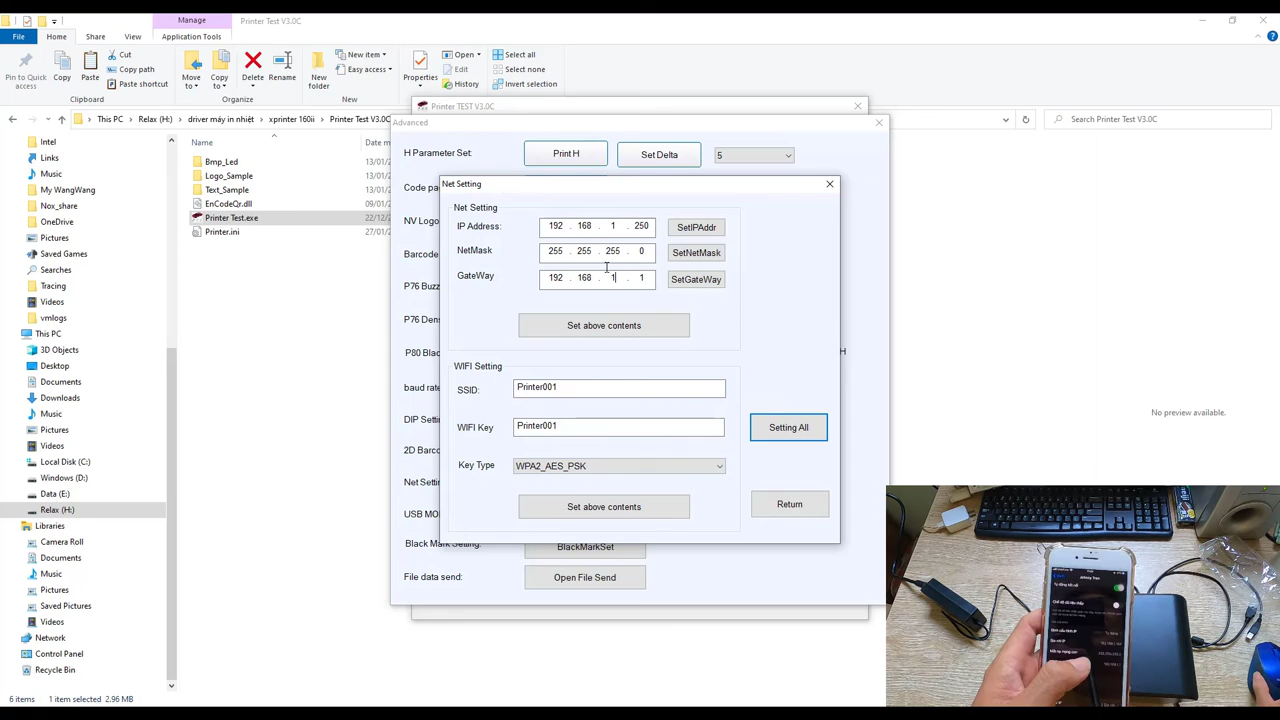 Manage
Printer Test V3.0C
File
Home
Share
View
Application Tools
Pin to Quick access
Copy
Paste
Cut
Copy path
Paste shortcut
Clipboard
Move to
Copy to
Delete
Rename
Organize
New folder
New item
Easy access
New
Properties
Open
Edit
History
Select all
Select none
Invert selection
This PC
Relax (H:)
driver máy in nhiệt
xprinter 160ii
Printer Test V3.0C
Search Printer Test V3.0C
Intel
Links
Music
My WangWang
Nox_share
OneDrive
Pictures
Saved Games
Searches
Tracing
Videos
vmlogs
This PC
3D Objects
Desktop
Documents
Downloads
Music
Pictures
Videos
Local Disk (C:)
Windows (D:)
Data (E:)
Relax (H:)
Libraries
Camera Roll
Documents
Music
Pictures
Saved Pictures
Videos
Network
Control Panel
Recycle Bin
Name
Bmp_Led
13/01
Logo_Sample
13/01
Text_Sample
13/01
EnCodeQr.dll
19/09
Printer Test.exe
22/12
Printer.ini
27/01
6 items
1 item selected 2.96 MB
No preview available.
Printer TEST V3.0C
Advanced
H Parameter Set:
Print H
Set Delta
5
Code pa
NV Logo
Barcode
P76 Buzz
P76 Dens
P80 Blac
H
baud rate
DIP Settin
2D Barco
Net Settin
USB MO
Black Mark Setting:
BlackMarkSet
File data send:
Open File Send
Net Setting
Net Setting
IP Address:
192 . 168 . 1 . 250
SetIPAddr
NetMask
255 . 255 . 255 . 0
SetNetMask
GateWay
192 . 168 . 1 . 1
SetGateWay
Set above contents
WIFI Setting
SSID:
Printer001
WIFI Key
Printer001
Setting All
Key Type
WPA2_AES_PSK
Set above contents
Return
Johnny Tran
Tự động kết nối